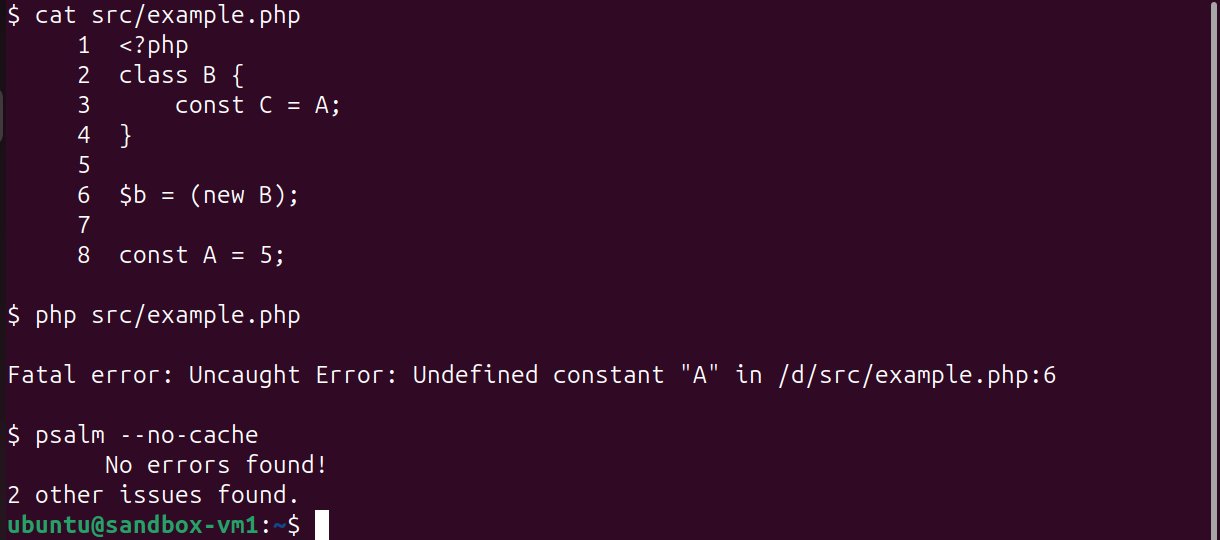 $ cat src/example.php
     1  <?php
     2  class B {
     3      const C = A;
     4  }
     5
     6  $b = (new B);
     7
     8  const A = 5;
$ php src/example.php
Fatal error: Uncaught Error: Undefined constant "A" in /d/src/example.php:6
$ psalm --no-cache
       No errors found!
2 other issues found.
ubuntu@sandbox-vm1:~$